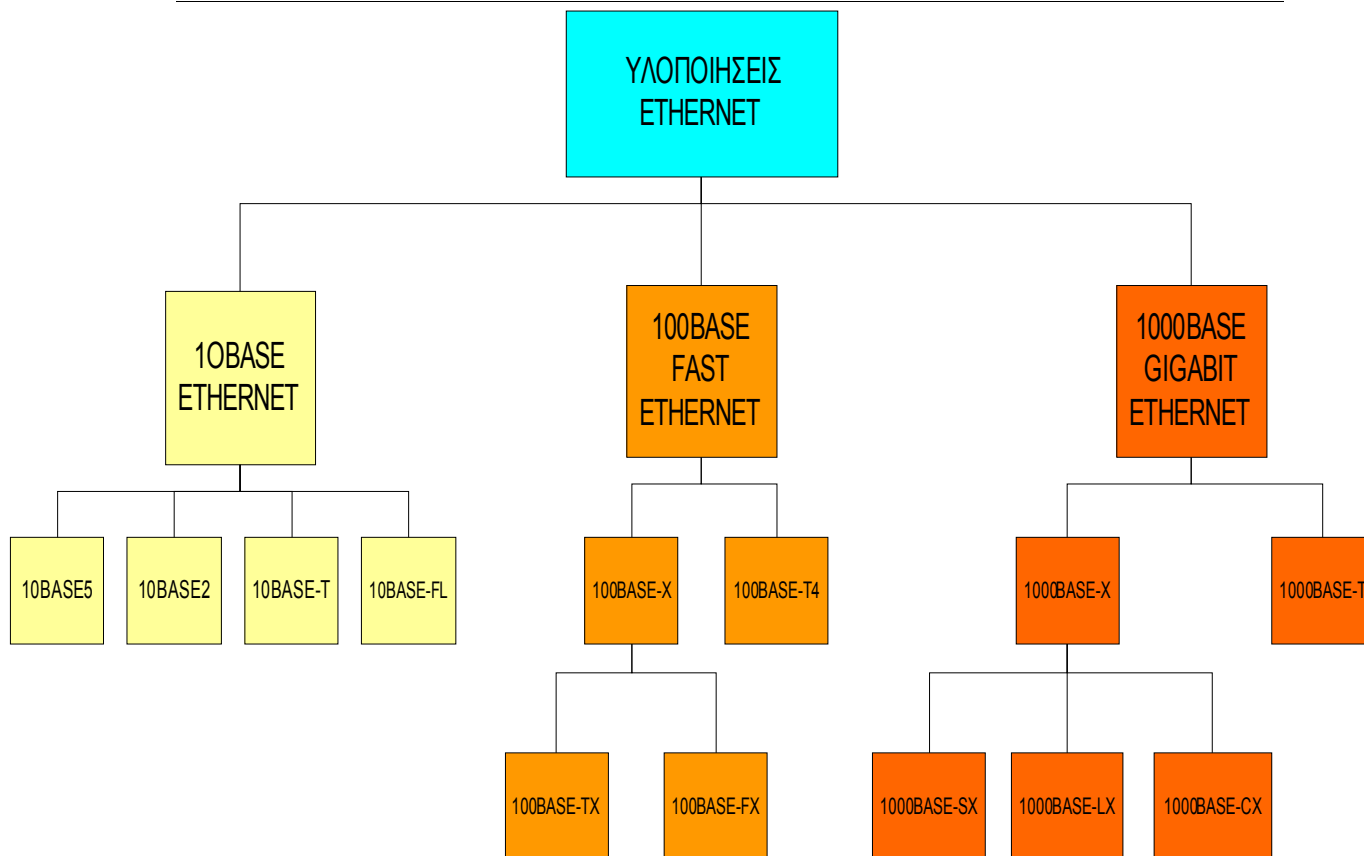 ΥΛΟΠΟΙΗΣΕΙΣ
ETHERNET
1OBASE
ETHERNET
100BASE
FAST
ETHERNET
1000BASE
GIGABIT
ETHERNET
10BASE5
10BASE2
10BASE-T
10BASE-FL
100BASE-X
100BASE-T4
1000BASE-X
1000BASE-T
100BASE-TX
100BASE-FX
1000BASE-SX
1000BASE-LX
1000BASE-CX